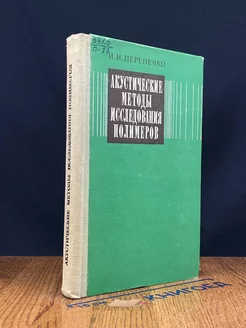 И. И. ПЕРЕПЕЧКО
АКУСТИЧЕСКИЕ
МЕТОДЫ
ИССЛЕДОВАНИЯ
ПОЛИМЕРОВ
АКУСТИЧЕСКИЕ МЕТОДЫ ИССЛЕДОВАНИЯ ПОЛИМЕРОВ